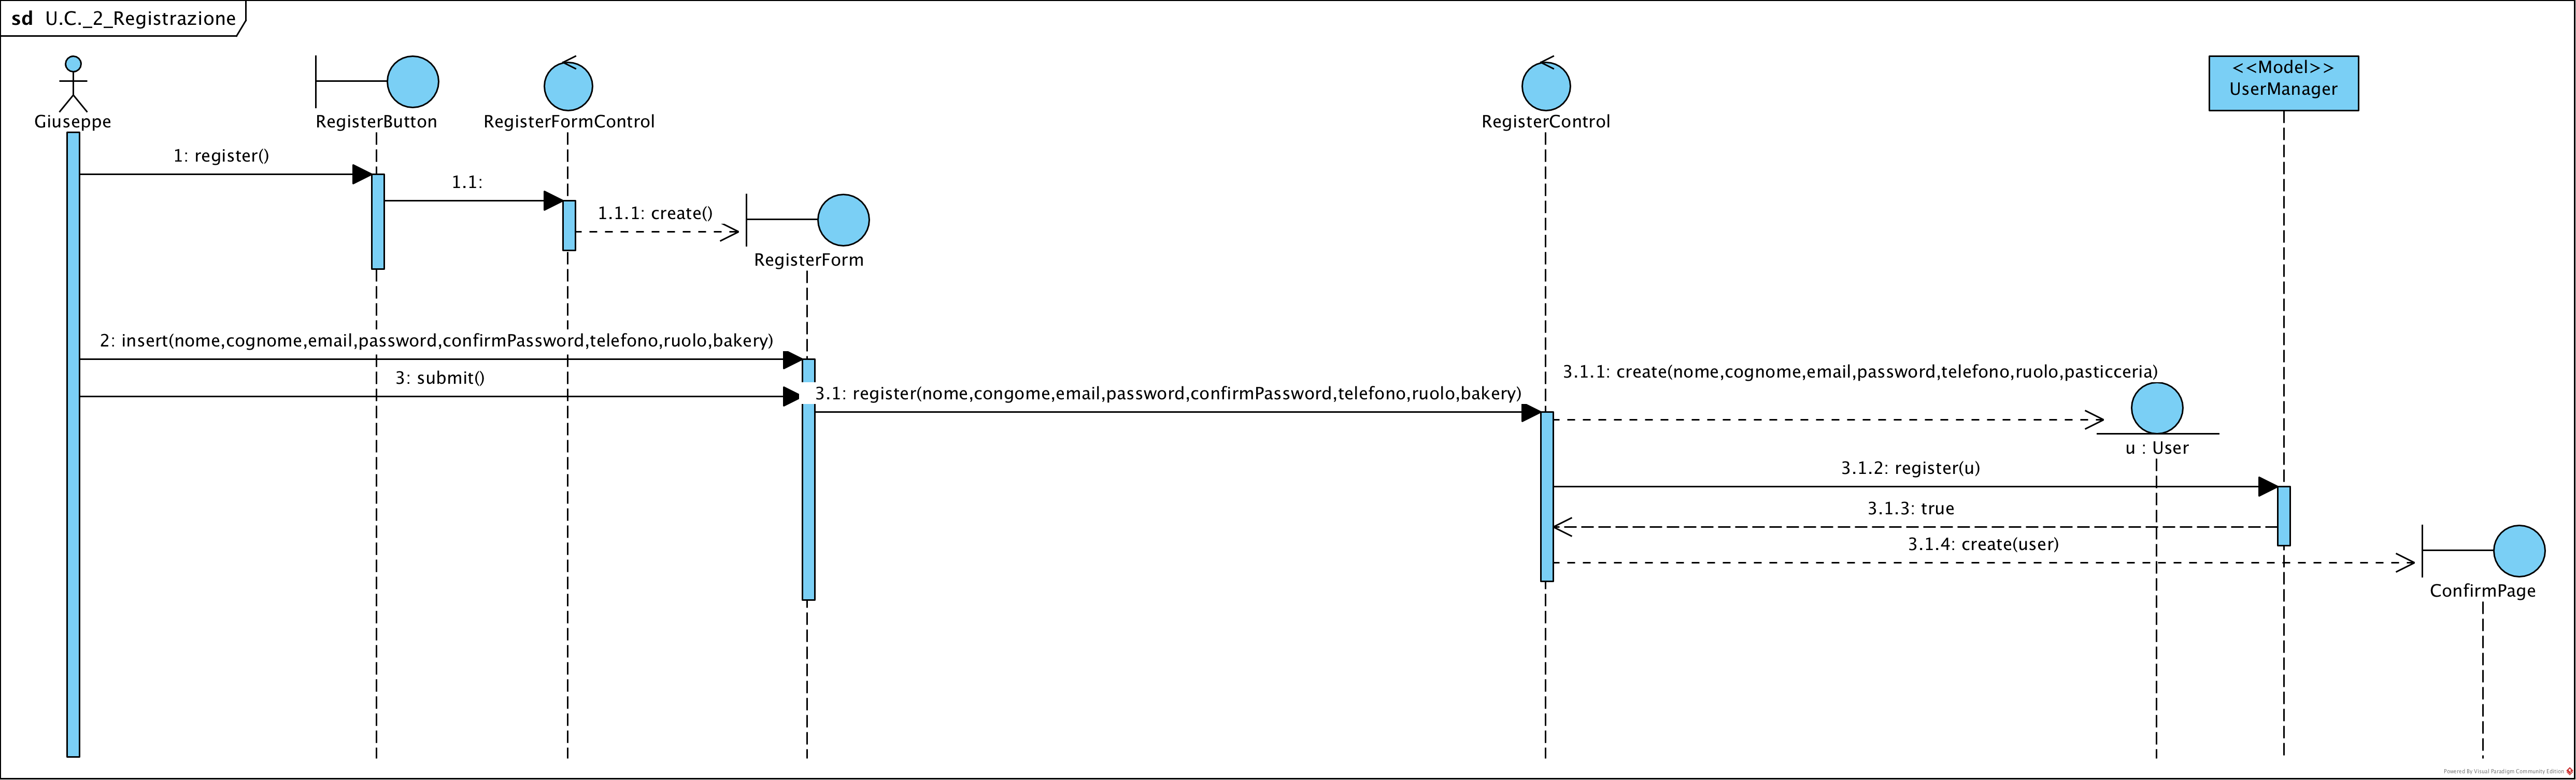 sd U.C._2_Registrazione
Giuseppe
RegisterButton
RegisterFormControl
RegisterControl
<<Model>>
UserManager
1: register()
1.1:
1.1.1: create()
RegisterForm
2: insert(nome,cognome,email,password,confirmPassword,telefono,ruolo,bakery)
3: submit()
3.1: register(nome,congome,email,password,confirmPassword,telefono,ruolo,bakery)
3.1.1: create(nome,cognome,email,password,telefono,ruolo,pasticceria)
u : User
3.1.2: register(u)
3.1.3: true
3.1.4: create(user)
ConfirmPage
Powered By Visual Paradigm Community Edition